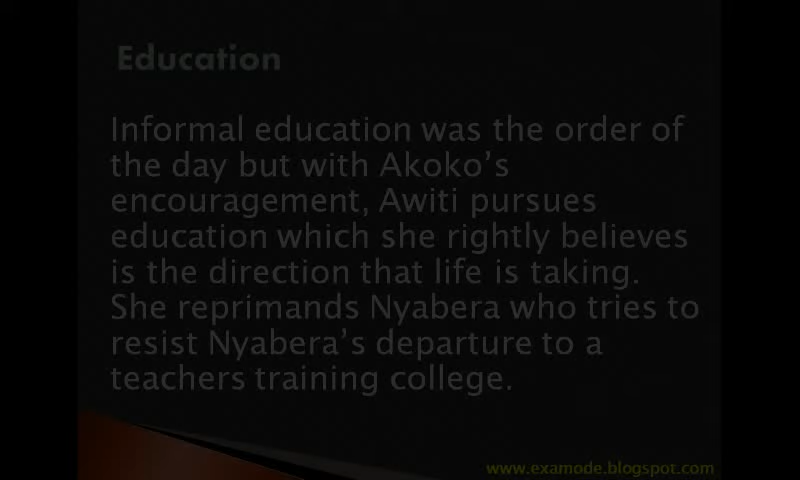 Education
Informal education was the order of
the day but with Akoko’s
encouragement, Awiti pursues
education which she rightly believes
is the direction that life is taking.
She reprimands Nyabera who tries to
resist Nyabera’s departure to a
teachers training college.
www.examode.blogspot.com